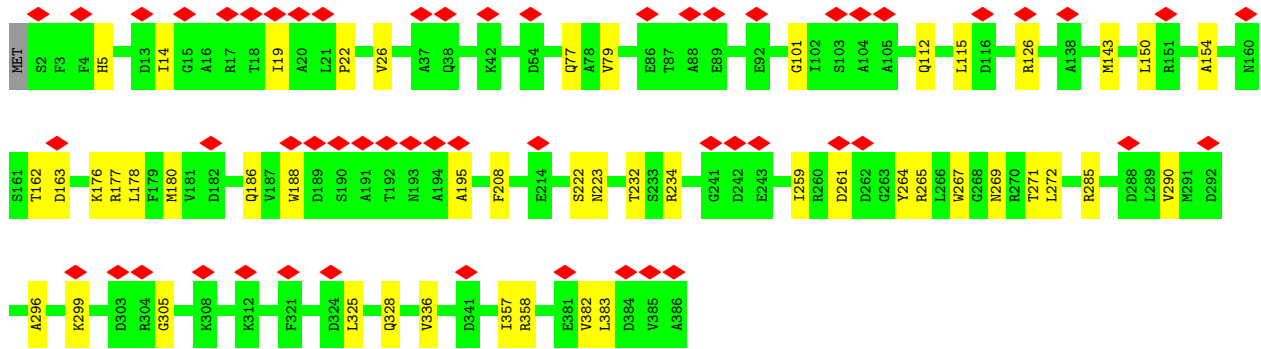 MET S2 F3 F4 H5 D13 I14 G15 A16 R17 T18 I19 A20 L21 P22 V26 A37 Q38 K42 D54 Q77 A78 V79 E86 T87 A88 E89 E92 G101 I102 S103 A104 A105 Q112 L115 D116 R126 A138 M143 L150 R151 A154 N160
S161 T162 D163 K176 R177 L178 F179 M180 V181 D182 Q186 V187 W188 D189 S190 A191 T192 N193 A194 A195 F208 E214 S222 N223 T232 S233 R234 G241 D242 E243 I259 R260 D261 D262 G263 Y264 R265 L266 W267 G268 N269 R270 T271 L272 R285 D288 L289 V290 M291 D292
A296 K299 D303 R304 G305 K308 K312 F321 D324 L325 Q328 V336 D341 I357 R358 E381 V382 L383 D384 V385 A386